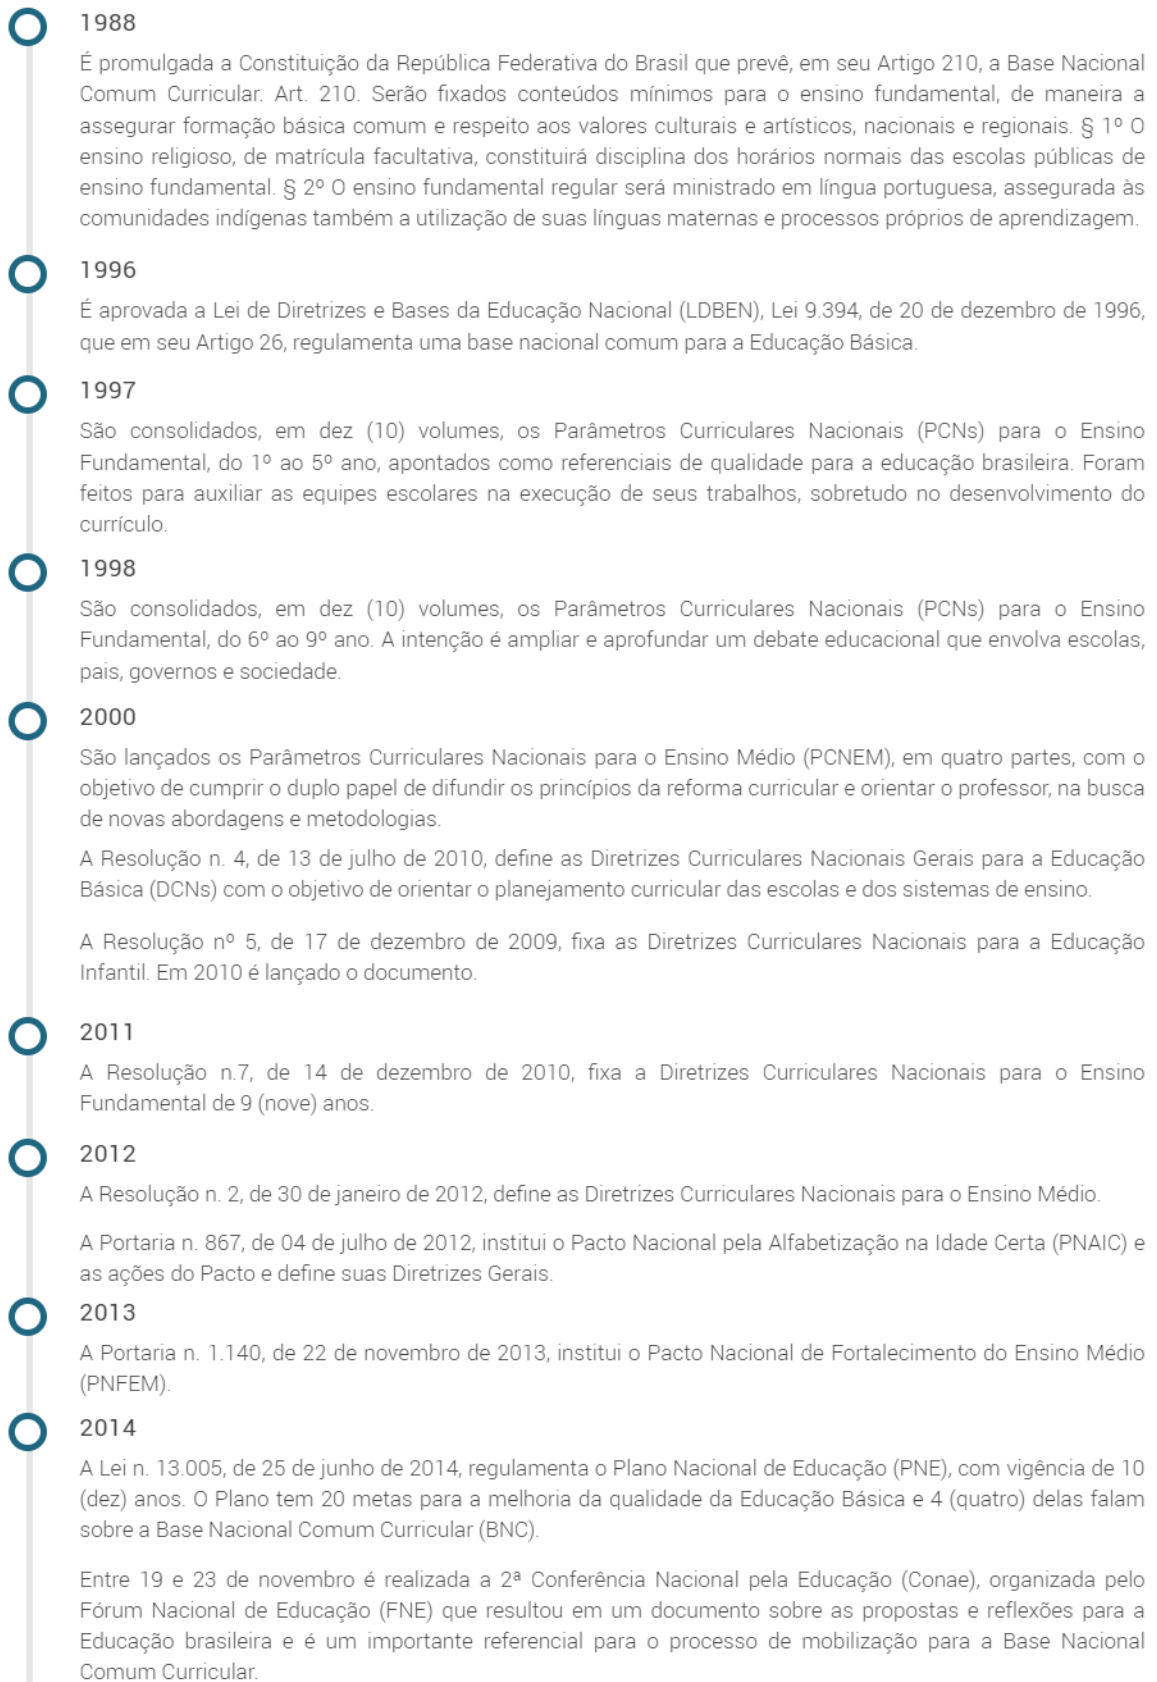 1988
É promulgada a Constituição da República Federativa do Brasil que prevê, em seu Artigo 210, a Base Nacional
Comum Curricular. Art. 210. Serão fixados conteúdos mínimos para o ensino fundamental, de maneira a
assegurar formação básica comum e respeito aos valores culturais e artísticos, nacionais e regionais. § 1º O
ensino religioso, de matrícula facultativa, constituirá disciplina dos horários normais das escolas públicas de
ensino fundamental. § 2º O ensino fundamental regular será ministrado em língua portuguesa, assegurada às
comunidades indígenas também a utilização de suas línguas maternas e processos próprios de aprendizagem.
1996
É aprovada a Lei de Diretrizes e Bases da Educação Nacional (LDBEN), Lei 9.394, de 20 de dezembro de 1996,
que em seu Artigo 26, regulamenta uma base nacional comum para a Educação Básica.
1997
São consolidados, em dez (10) volumes, os Parâmetros Curriculares Nacionais (PCNs) para o Ensino
Fundamental, do 1º ao 5º ano, apontados como referenciais de qualidade para a educação brasileira. Foram
feitos para auxiliar as equipes escolares na execução de seus trabalhos, sobretudo no desenvolvimento do
currículo.
1998
São consolidados, em dez (10) volumes, os Parâmetros Curriculares Nacionais (PCNs) para o Ensino
Fundamental, do 6º ao 9º ano. A intenção é ampliar e aprofundar um debate educacional que envolva escolas,
pais, governos e sociedade.
2000
São lançados os Parâmetros Curriculares Nacionais para o Ensino Médio (PCNEM), em quatro partes, com o
objetivo de cumprir o duplo papel de difundir os princípios da reforma curricular e orientar o professor, na busca
de novas abordagens e metodologias.
A Resolução n. 4, de 13 de julho de 2010, define as Diretrizes Curriculares Nacionais Gerais para a Educação
Básica (DCNs) com o objetivo de orientar o planejamento curricular das escolas e dos sistemas de ensino.
A Resolução nº 5, de 17 de dezembro de 2009, fixa as Diretrizes Curriculares Nacionais para a Educação
Infantil. Em 2010 é lançado o documento.
2011
A Resolução n.7, de 14 de dezembro de 2010, fixa a Diretrizes Curriculares Nacionais para o Ensino
Fundamental de 9 (nove) anos.
2012
A Resolução n. 2, de 30 de janeiro de 2012, define as Diretrizes Curriculares Nacionais para o Ensino Médio.
A Portaria n. 867, de 04 de julho de 2012, institui o Pacto Nacional pela Alfabetização na Idade Certa (PNAIC) e
as ações do Pacto e define suas Diretrizes Gerais.
2013
A Portaria n. 1.140, de 22 de novembro de 2013, institui o Pacto Nacional de Fortalecimento do Ensino Médio
(PNFEM).
2014
A Lei n. 13.005, de 25 de junho de 2014, regulamenta o Plano Nacional de Educação (PNE), com vigência de 10
(dez) anos. O Plano tem 20 metas para a melhoria da qualidade da Educação Básica e 4 (quatro) delas falam
sobre a Base Nacional Comum Curricular (BNC).
Entre 19 e 23 de novembro é realizada a 2ª Conferência Nacional pela Educação (Conae), organizada pelo
Fórum Nacional de Educação (FNE) que resultou em um documento sobre as propostas e reflexões para a
Educação brasileira e é um importante referencial para o processo de mobilização para a Base Nacional
Comum Curricular.